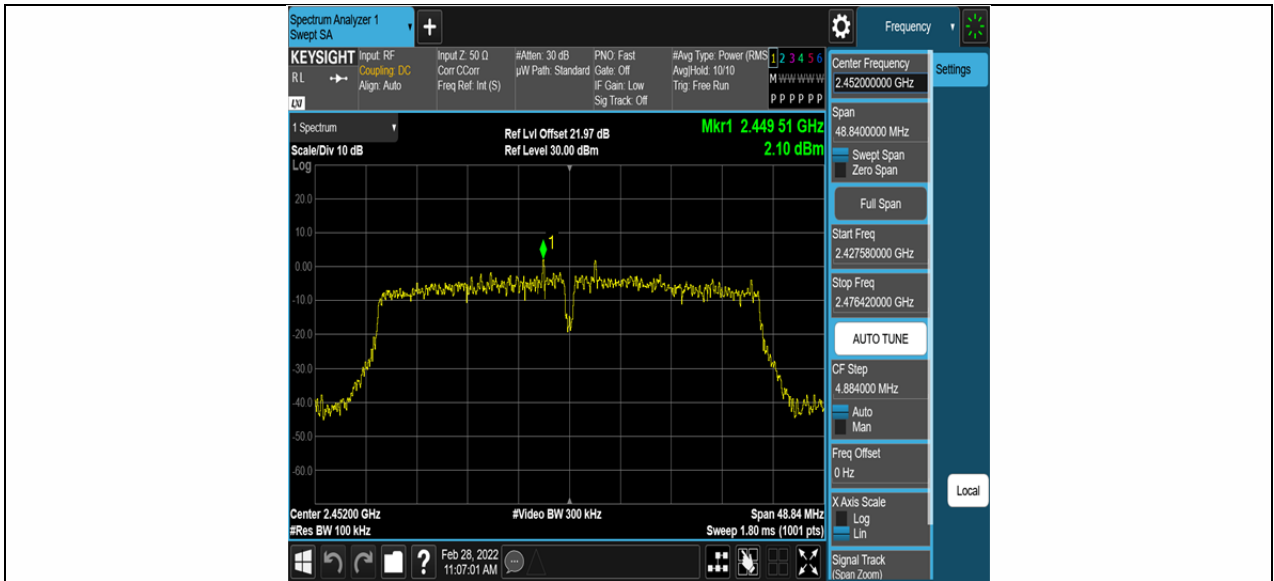 Spectrum Analyzer 1
Swept SA
+
Frequency
KEYSIGHT
RL
LXI
Input: RF
Coupling: DC
Align: Auto
Input Z: 50 Ω
Corr CCorr
Freq Ref: Int (S)
#Atten: 30 dB
µW Path: Standard
PNO: Fast
Gate: Off
IF Gain: Low
Sig Track: Off
#Avg Type: Power (RMS
Avg|Hold: 10/10
Trig: Free Run
1 2 3 4 5 6
M W W W W W
P P P P P P
1 Spectrum
Scale/Div 10 dB
Log
Ref Lvl Offset 21.97 dB
Ref Level 30.00 dBm
Mkr1 2.449 51 GHz
2.10 dBm
20.0
10.0
0.00
-10.0
-20.0
-30.0
-40.0
-50.0
-60.0
1
Center 2.45200 GHz
#Res BW 100 kHz
#Video BW 300 kHz
Span 48.84 MHz
Sweep 1.80 ms (1001 pts)
?
Feb 28, 2022
11:07:01 AM
Center Frequency
2.452000000 GHz
Span
48.8400000 MHz
Swept Span
Zero Span
Full Span
Start Freq
2.427580000 GHz
Stop Freq
2.476420000 GHz
AUTO TUNE
CF Step
4.884000 MHz
Auto
Man
Freq Offset
0 Hz
X Axis Scale
Log
Lin
Signal Track
(Span Zoom)
Settings
Local